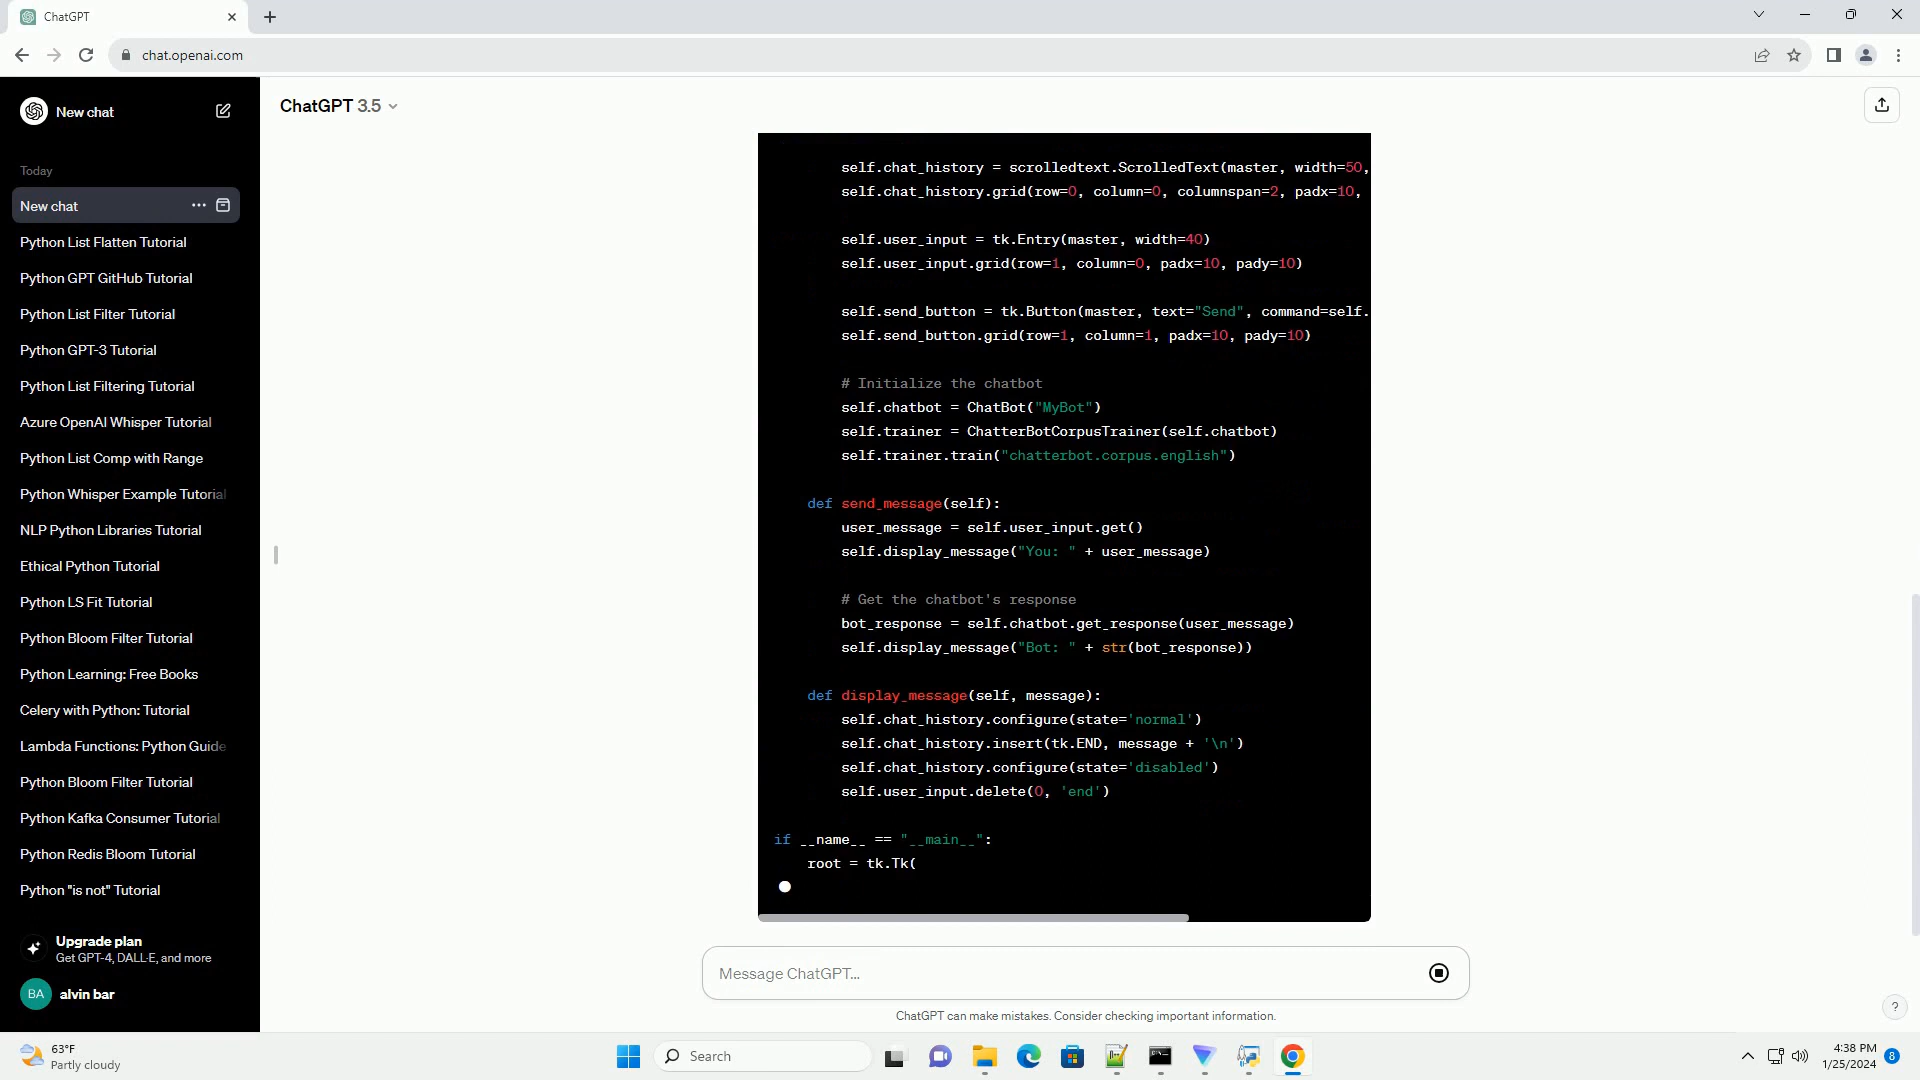 ChatGPT
chat.openai.com
New chat
ChatGPT 3.5
Today
New chat
Python List Flatten Tutorial
Python GPT GitHub Tutorial
Python List Filter Tutorial
Python GPT-3 Tutorial
Python List Filtering Tutorial
Azure OpenAI Whisper Tutorial
Python List Comp with Range
Python Whisper Example Tutorial
NLP Python Libraries Tutorial
Ethical Python Tutorial
Python LS Fit Tutorial
Python Bloom Filter Tutorial
Python Learning: Free Books
Celery with Python: Tutorial
Lambda Functions: Python Guide
Python Bloom Filter Tutorial
Python Kafka Consumer Tutorial
Python Redis Bloom Tutorial
Python "is not" Tutorial
Upgrade plan
Get GPT-4, DALL·E, and more
BA alvin bar
self.chat_history = scrolledtext.ScrolledText(master, width=50,
self.chat_history.grid(row=0, column=0, columnspan=2, padx=10,
self.user_input = tk.Entry(master, width=40)
self.user_input.grid(row=1, column=0, padx=10, pady=10)
self.send_button = tk.Button(master, text="Send", command=self.
self.send_button.grid(row=1, column=1, padx=10, pady=10)
# Initialize the chatbot
self.chatbot = ChatBot("MyBot")
self.trainer = ChatterBotCorpusTrainer(self.chatbot)
self.trainer.train("chatterbot.corpus.english")
def send_message(self):
user_message = self.user_input.get()
self.display_message("You: " + user_message)
# Get the chatbot's response
bot_response = self.chatbot.get_response(user_message)
self.display_message("Bot: " + str(bot_response))
def display_message(self, message):
self.chat_history.configure(state='normal')
self.chat_history.insert(tk.END, message + '\n')
self.chat_history.configure(state='disabled')
self.user_input.delete(0, 'end')
if __name__ == "__main__":
root = tk.Tk(
Message ChatGPT...
ChatGPT can make mistakes. Consider checking important information.
?
63°F
Partly cloudy
Search
4:38 PM
1/25/2024
8